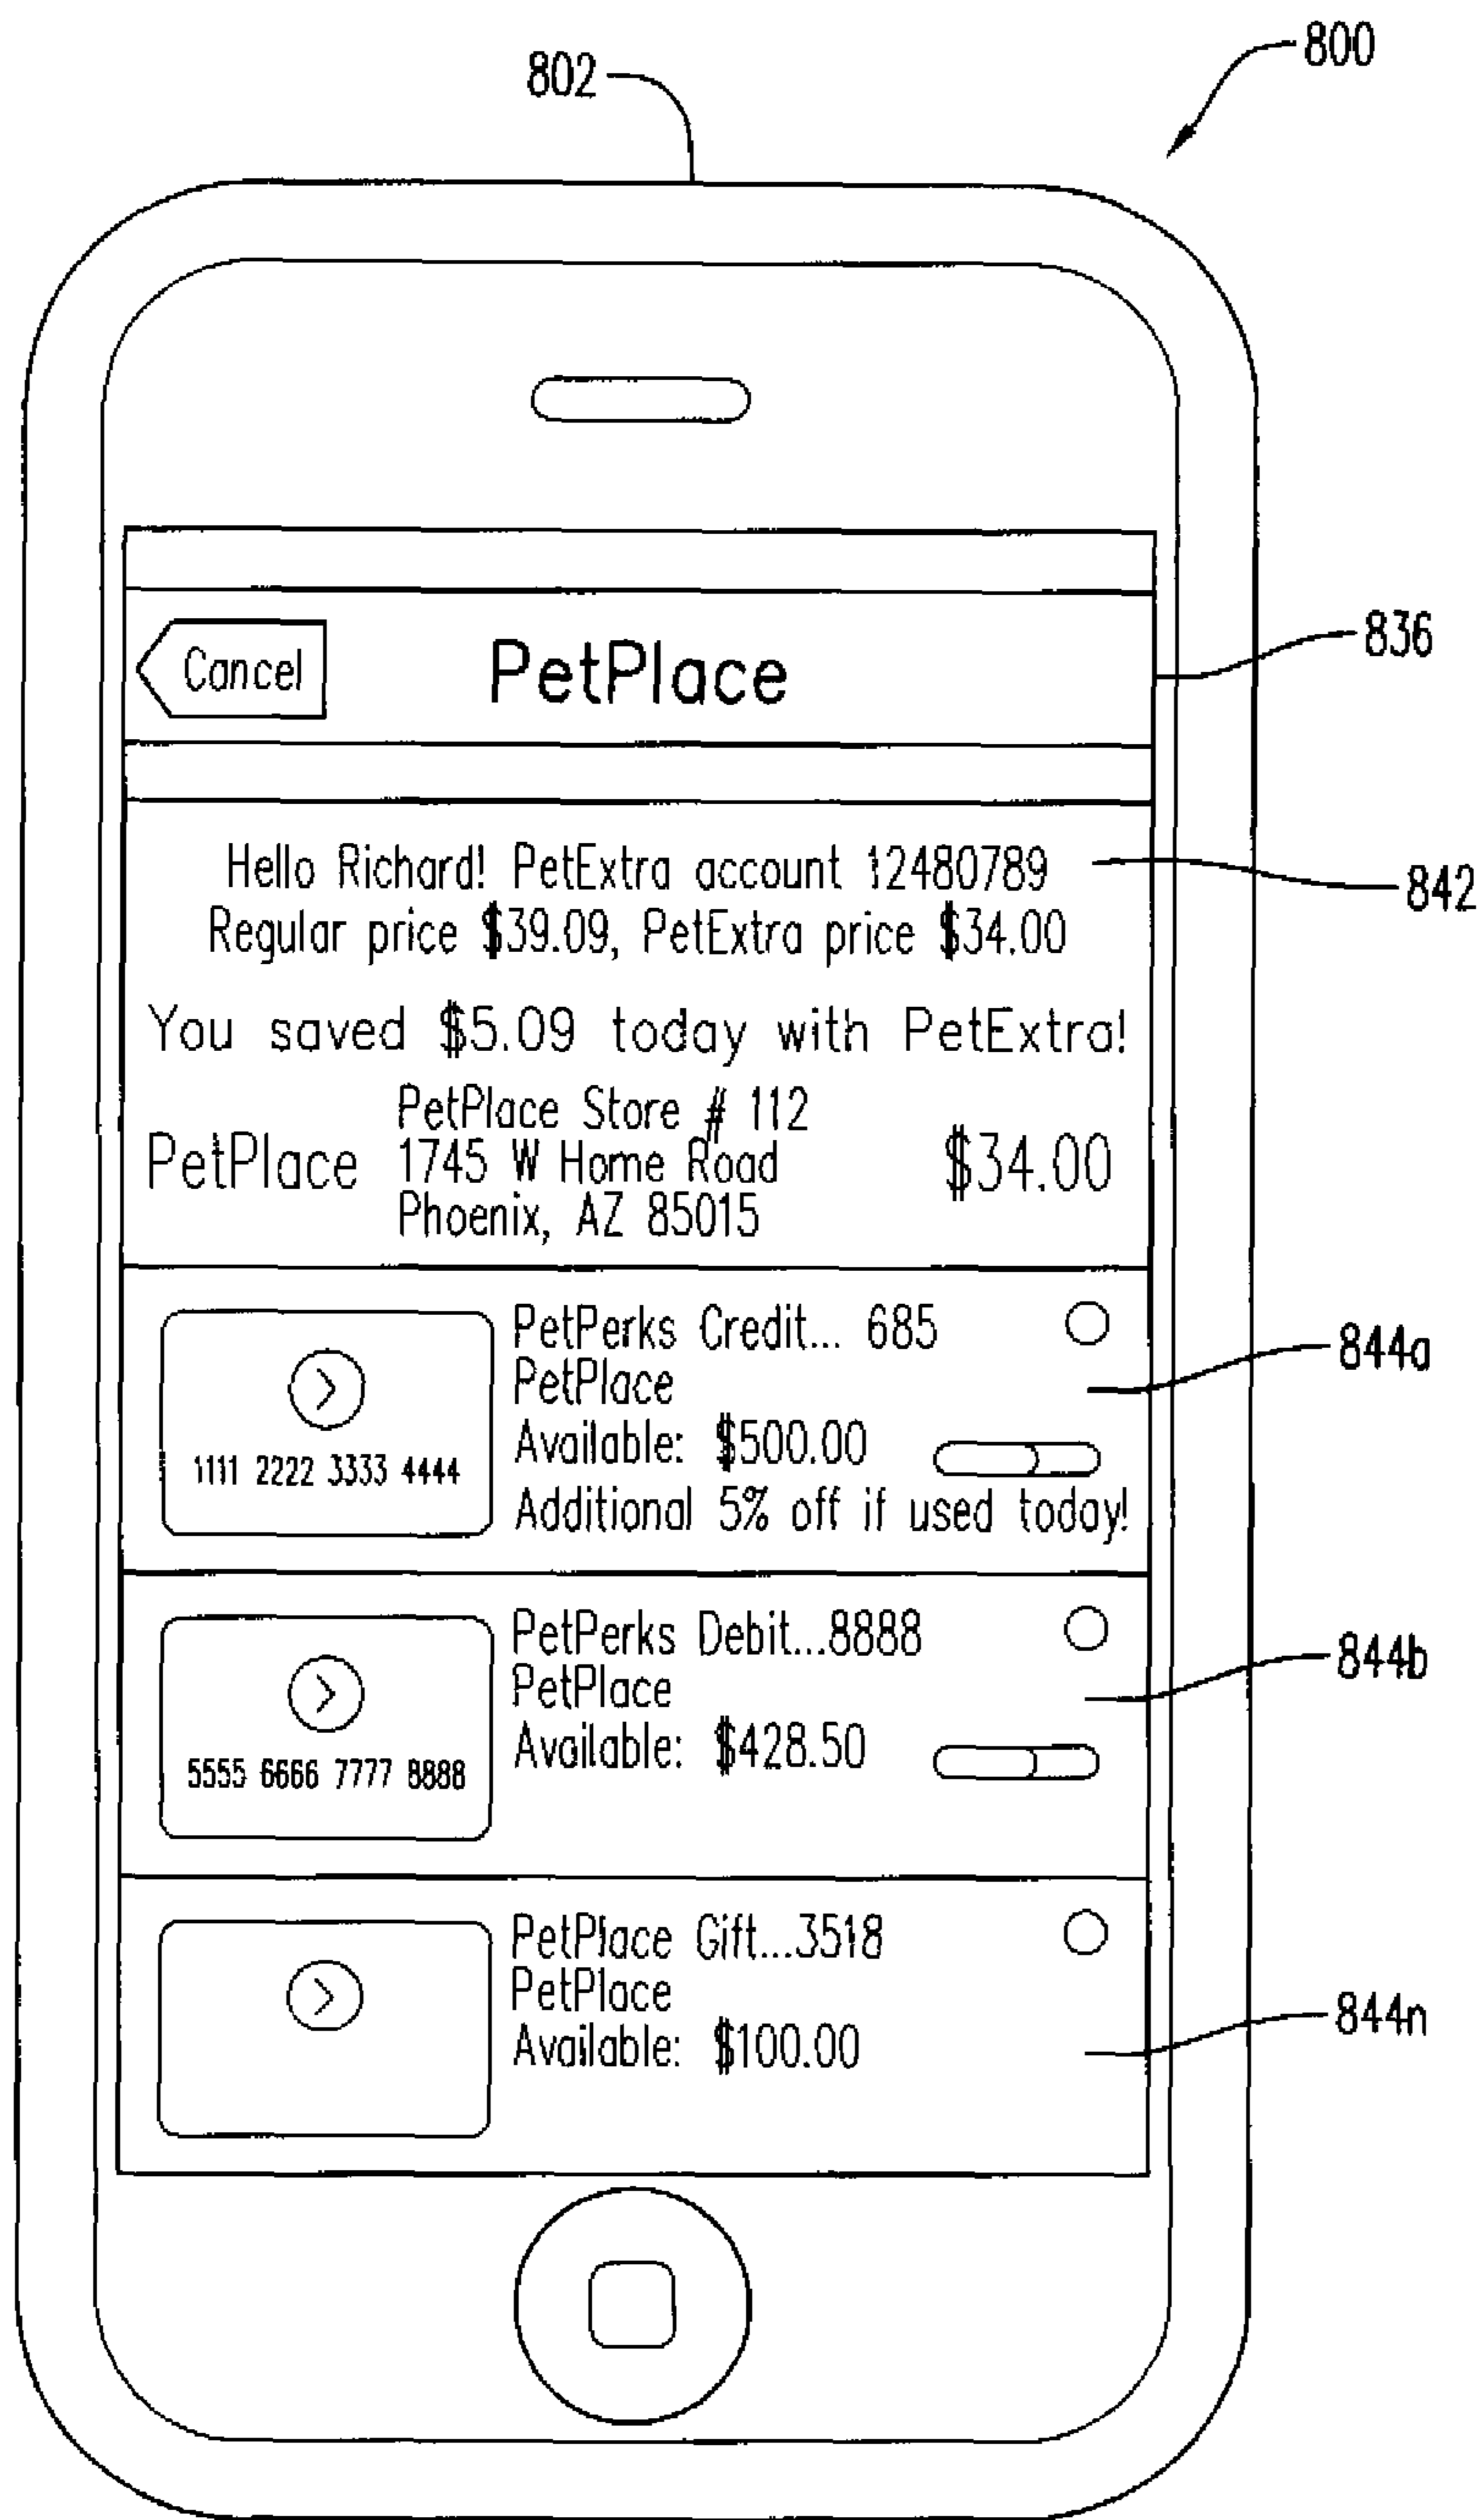 800
802
Cancel
PetPlace
836
Hello Richard! PetExtra account 12480789
842
Regular price $39.09, PetExtra price $34.00
You saved $5.09 today with PetExtra!
PetPlace
PetPlace Store # 112
1745 W Home Road
Phoenix, AZ 85015
$34.00
1111 2222 3333 4444
PetPerks Credit... 685
PetPlace
Available: $500.00
Additional 5% off if used today!
844a
5555 6666 7777 8888
PetPerks Debit...8888
PetPlace
Available: $428.50
844b
PetPlace Gift...3518
PetPlace
Available: $100.00
844n